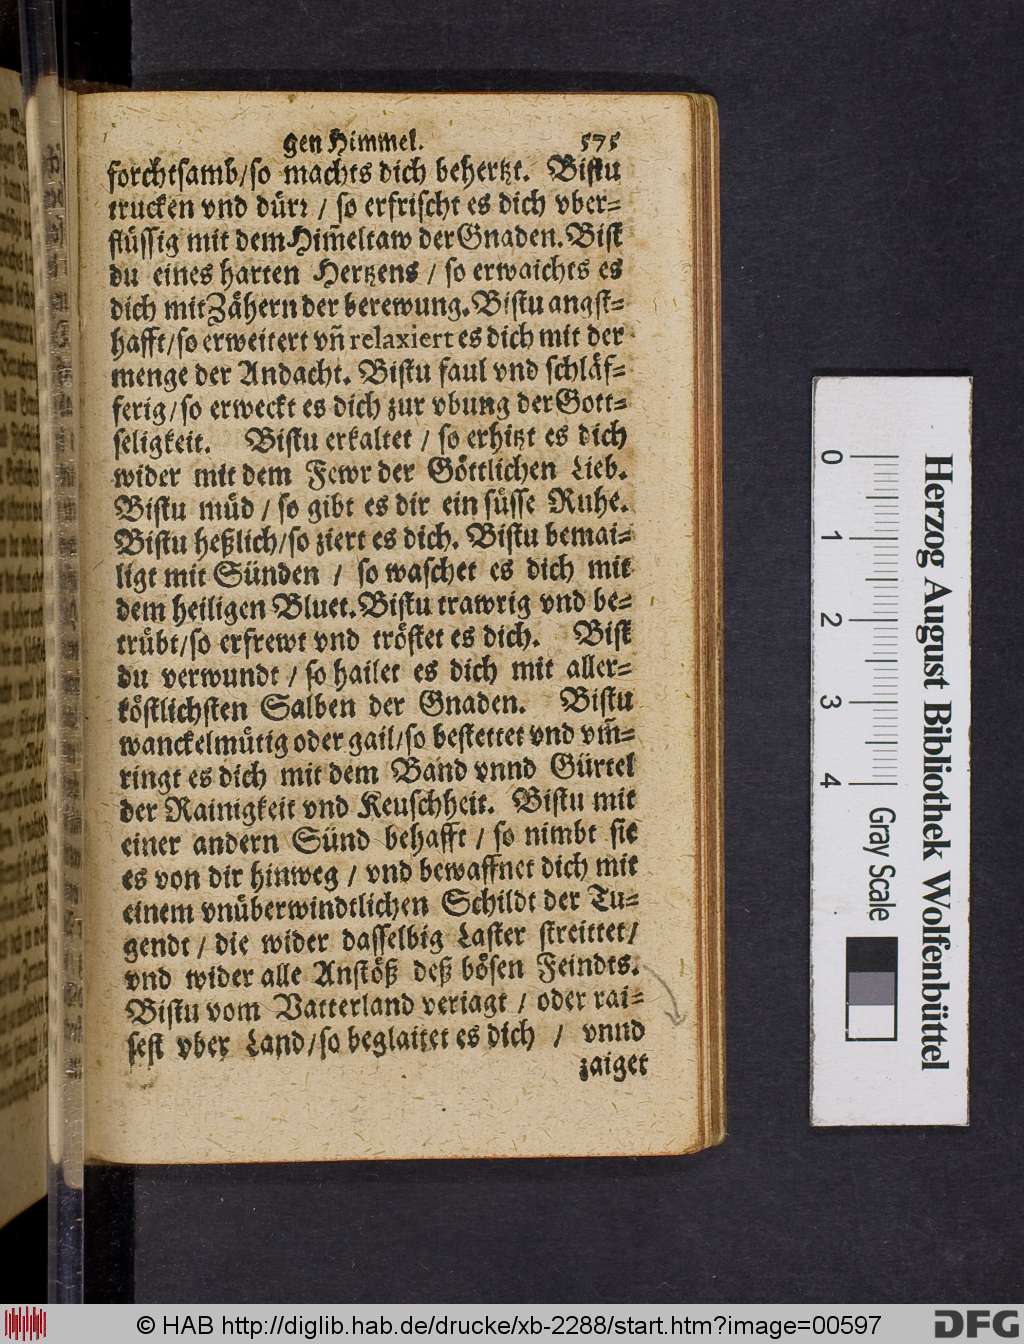 gen Himmel. 575
forchtsamb/so machts dich behertzt. Bistu
trucken vnd dürr / so erfrischt es dich vber-
flüssig mit dem Him̃eltaw der Gnaden. Bist
du eines harten Hertzens / so erwaichts es
dich mit Zähern der berewung. Bistu angst-
hafft/so erweitert vñ relaxiert es dich mit der
menge der Andacht. Bistu faul vnd schläf-
ferig/so erweckt es dich zur vbung der Gott-
seligkeit. Bistu erkaltet / so erhitzt es dich
wider mit dem Fewr der Göttlichen Lieb.
Bistu müd / so gibt es dir ein süsse Ruhe.
Bistu heßlich/so ziert es dich. Bistu bemai-
ligt mit Sünden / so waschet es dich mit
dem heiligen Bluet. Bistu trawrig vnd be-
trübt/so erfrewt vnd tröstet es dich. Bist
du verwundt / so hailet es dich mit aller-
köstlichsten Salben der Gnaden. Bistu
wanckelmütig oder gail/so bestettet vnd vm̃-
ringt es dich mit dem Band vnnd Gürtel
der Rainigkeit vnd Keuschheit. Bistu mit
einer andern Sünd behafft / so nimbt sie
es von dir hinweg / vnd bewaffnet dich mit
einem vnüberwindtlichen Schildt der Tu-
gendt / die wider dasselbig Laster streittet/
vnd wider alle Anstöß deß bösen Feindts.
Bistu vom Vatterland veriagt / oder rai-
sest vber Land/so beglaitet es dich / vnnd
zaiget
0 1 2 3 4
Gray Scale
Herzog August Bibliothek Wolfenbüttel
© HAB http://diglib.hab.de/drucke/xb-2288/start.htm?image=00597
DFG